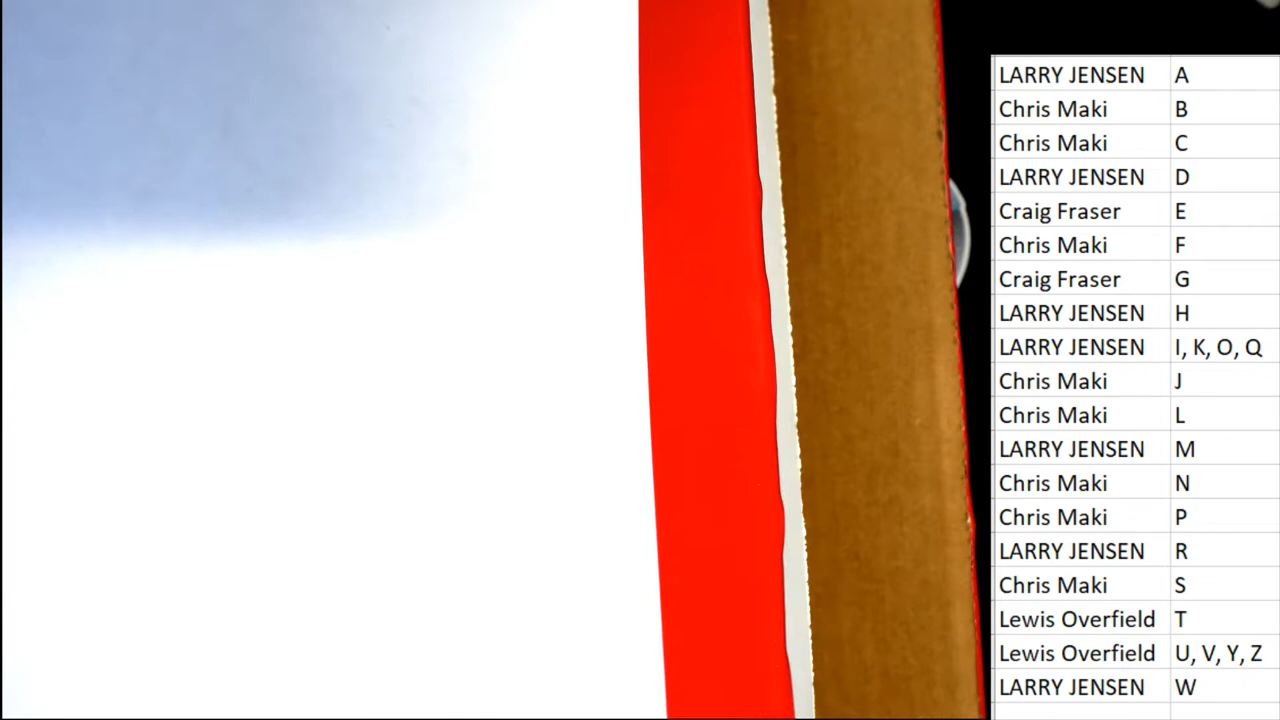 LARRY JENSEN A
Chris Maki B
Chris Maki C
LARRY JENSEN D
Craig Fraser E
Chris Maki F
Craig Fraser G
LARRY JENSEN H
LARRY JENSEN I, K, O, Q
Chris Maki J
Chris Maki L
LARRY JENSEN M
Chris Maki N
Chris Maki P
LARRY JENSEN R
Chris Maki S
Lewis Overfield T
Lewis Overfield U, V, Y, Z
LARRY JENSEN W